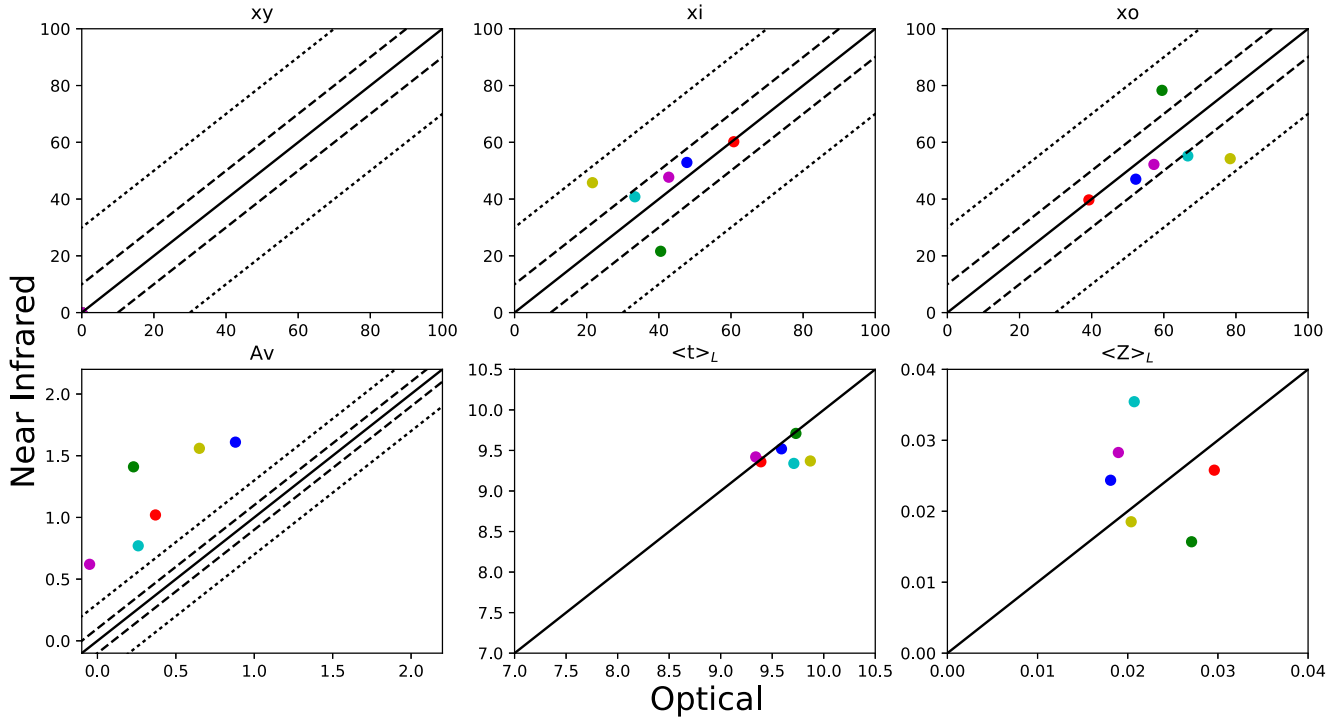 xy
xi
xo
100
80
60
40
20
0
0 20 40 60 80 100
100
80
60
40
20
0
0 20 40 60 80 100
100
80
60
40
20
0
0 20 40 60 80 100
Near Infrared
Av
<t>L
<Z>L
2.0
1.5
1.0
0.5
0.0
0.0 0.5 1.0 1.5 2.0
10.5
10.0
9.5
9.0
8.5
8.0
7.5
7.0
7.0 7.5 8.0 8.5 9.0 9.5 10.0 10.5
0.04
0.03
0.02
0.01
0.00
0.00 0.01 0.02 0.03 0.04
Optical